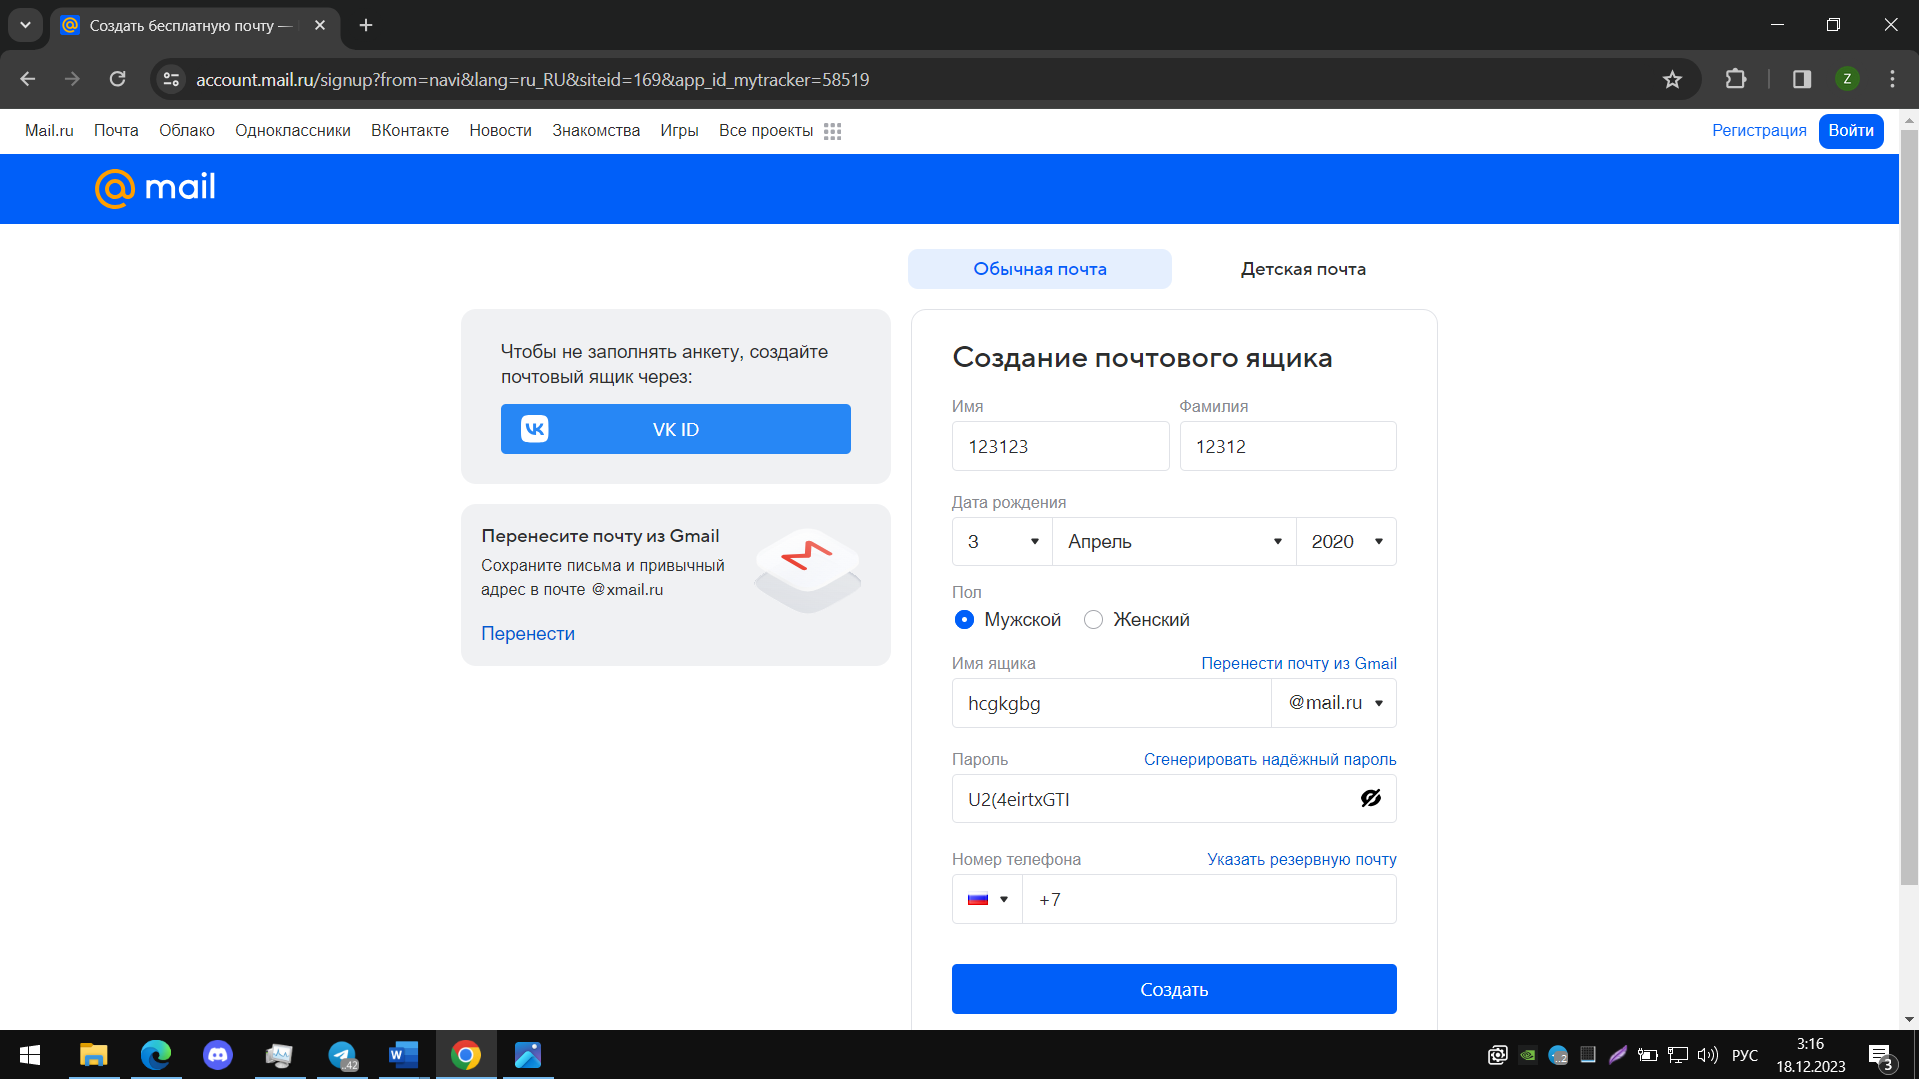 Создать бесплатную почту —
account.mail.ru/signup?from=navi&lang=ru_RU&siteid=169&app_id_mytracker=58519
Z
Mail.ru Почта Облако Одноклассники ВКонтакте Новости Знакомства Игры Все проекты
Регистрация Войти
@ mail
Обычная почта Детская почта
Чтобы не заполнять анкету, создайте
почтовый ящик через:
VK ID
Перенесите почту из Gmail
Сохраните письма и привычный
адрес в почте @xmail.ru
Перенести
Создание почтового ящика
Имя Фамилия
123123 12312
Дата рождения
3 Апрель 2020
Пол
Мужской Женский
Имя ящика Перенести почту из Gmail
hcgkgbg @mail.ru
Пароль Сгенерировать надёжный пароль
U2(4eirtxGTI
Номер телефона Указать резервную почту
+7
Создать
42
..2
РУС
3:16
18.12.2023
3